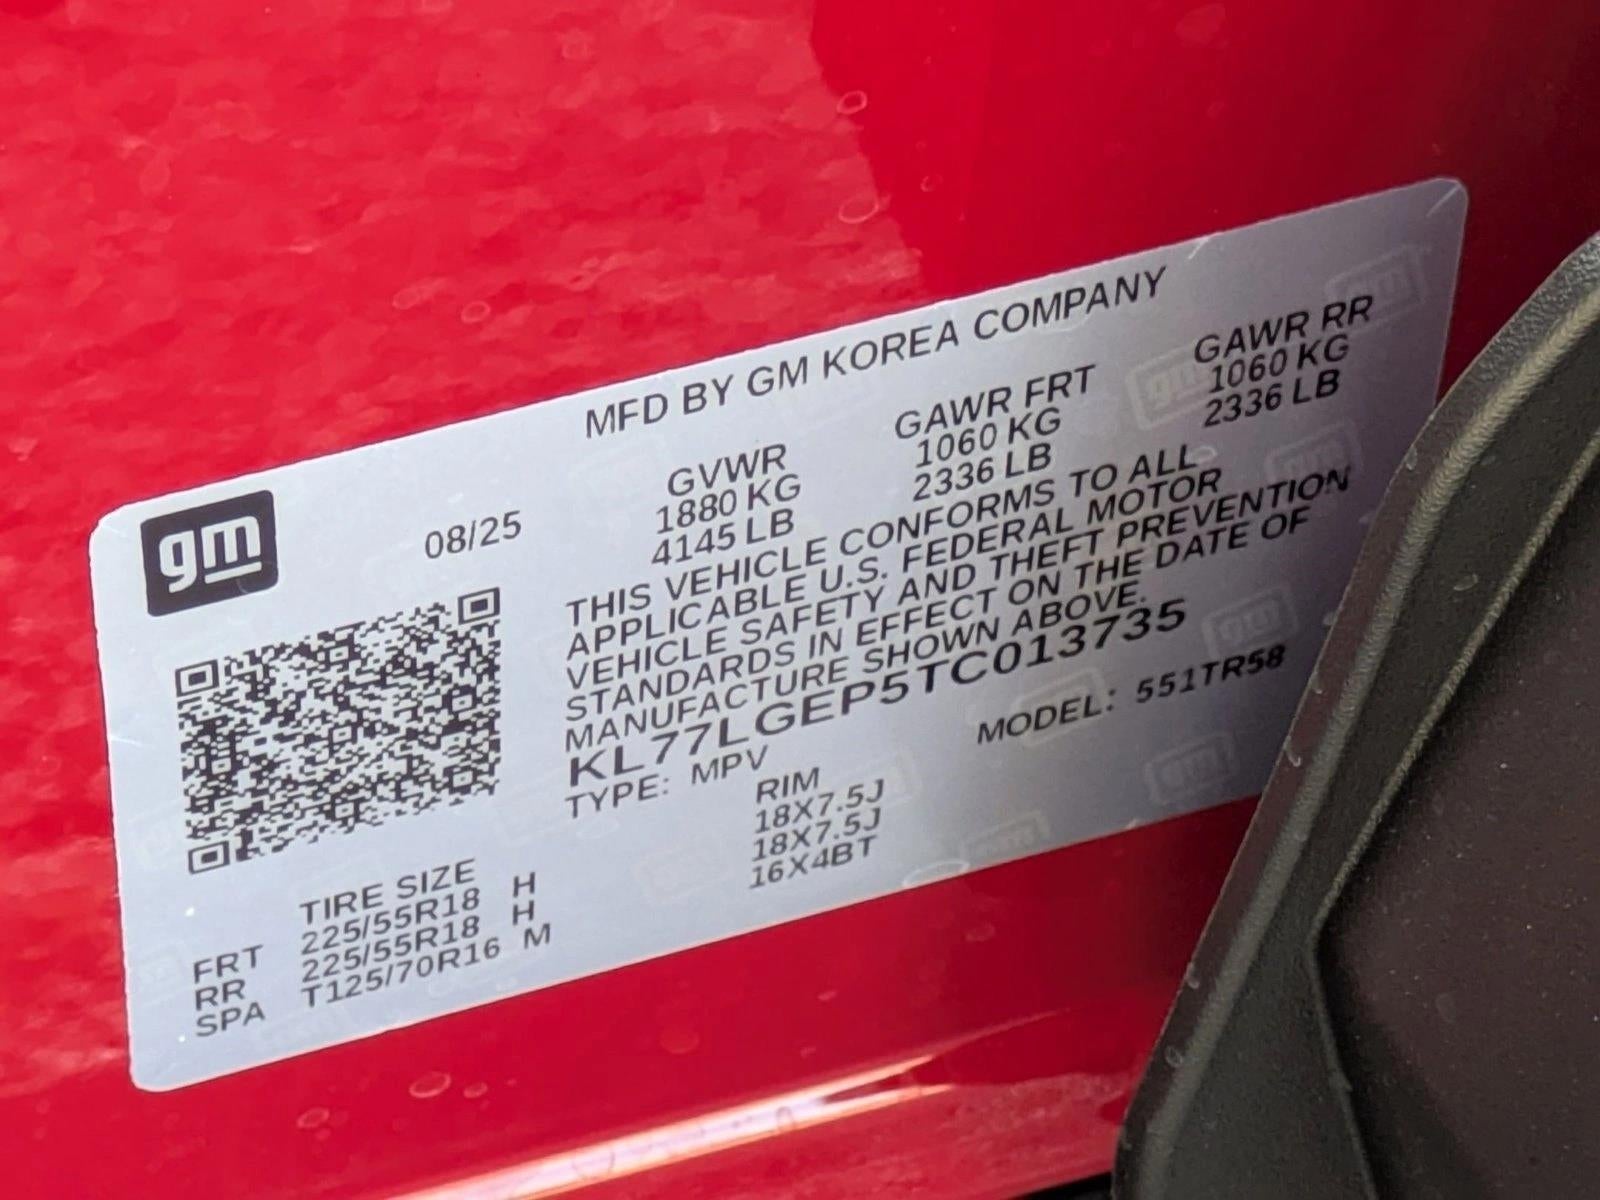 MFD BY GM KOREA COMPANY
gm
08/25
GVWR GAWR FRT GAWR RR
1880 KG 1060 KG 1060 KG
4145 LB 2336 LB 2336 LB
THIS VEHICLE CONFORMS TO ALL
APPLICABLE U.S. FEDERAL MOTOR
VEHICLE SAFETY AND THEFT PREVENTION
STANDARDS IN EFFECT ON THE DATE OF
MANUFACTURE SHOWN ABOVE.
KL77LGEP5TC013735
TYPE: MPV MODEL: 551TR58
TIRE SIZE RIM
FRT 225/55R18 H 18X7.5J
RR 225/55R18 H 18X7.5J
SPA T125/70R16 M 16X4BT